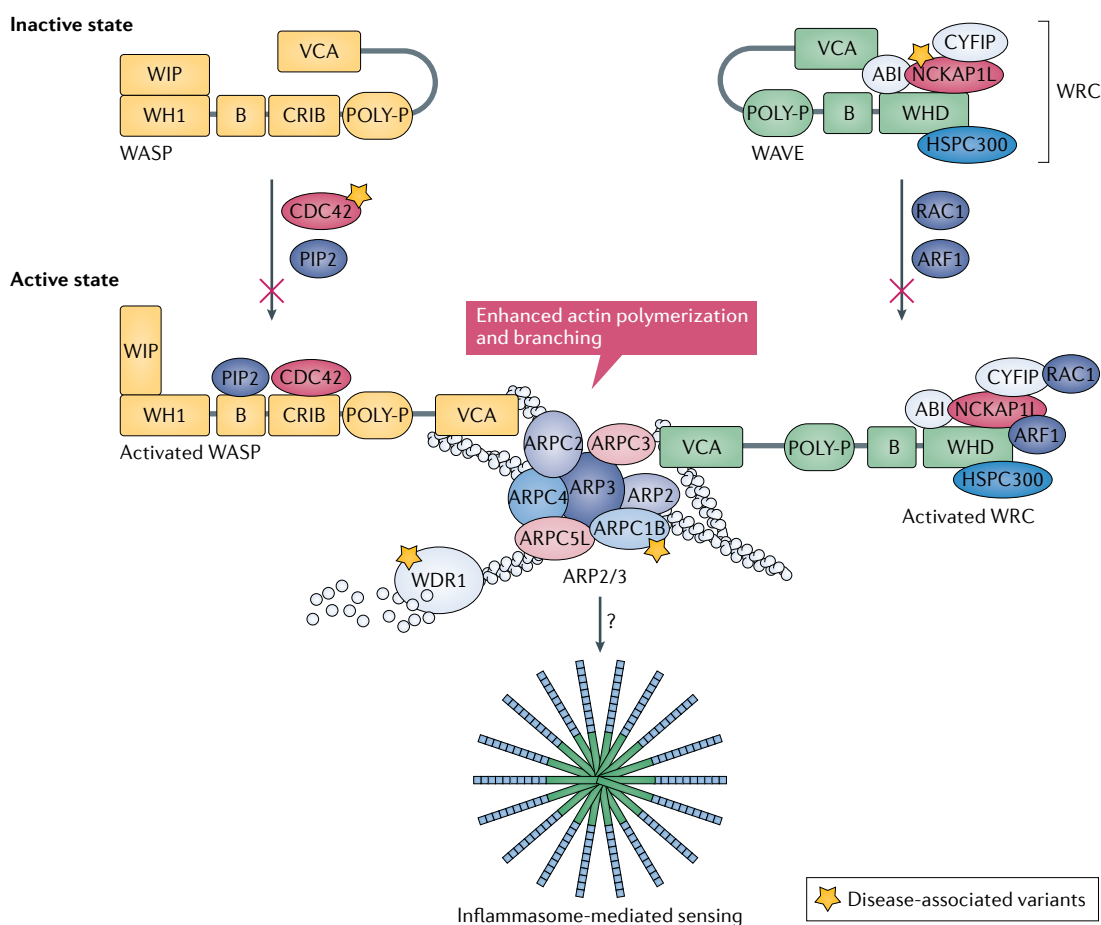 Inactive state
VCA
WIP
WH1
B
CRIB
POLY-P
WASP
VCA
CYFIP
ABI
NCKAP1L
POLY-P
B
WHD
WAVE
HSPC300
WRC
CDC42
PIP2
RAC1
ARF1
Active state
Enhanced actin polymerization
and branching
WIP
PIP2
CDC42
WH1
B
CRIB
POLY-P
VCA
Activated WASP
ARPC2
ARPC3
ARPC4
ARP3
ARP2
ARPC5L
ARPC1B
WDR1
ARP2/3
VCA
POLY-P
B
WHD
ABI
NCKAP1L
CYFIP
RAC1
ARF1
HSPC300
Activated WRC
?
Inflammasome-mediated sensing
Disease-associated variants